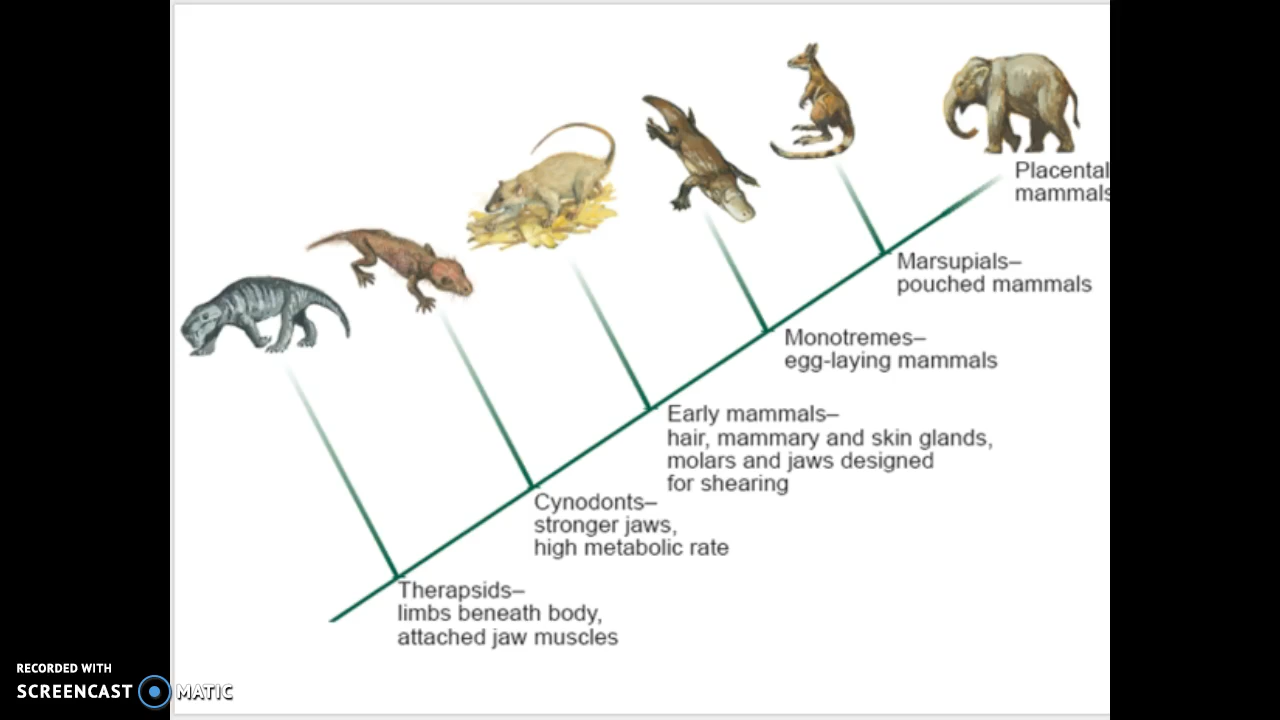 Placental
mammals
Marsupials–
pouched mammals
Monotremes–
egg-laying mammals
Early mammals–
hair, mammary and skin glands,
molars and jaws designed
for shearing
Cynodonts–
stronger jaws,
high metabolic rate
Therapsids–
limbs beneath body,
attached jaw muscles
RECORDED WITH
SCREENCAST MATIC